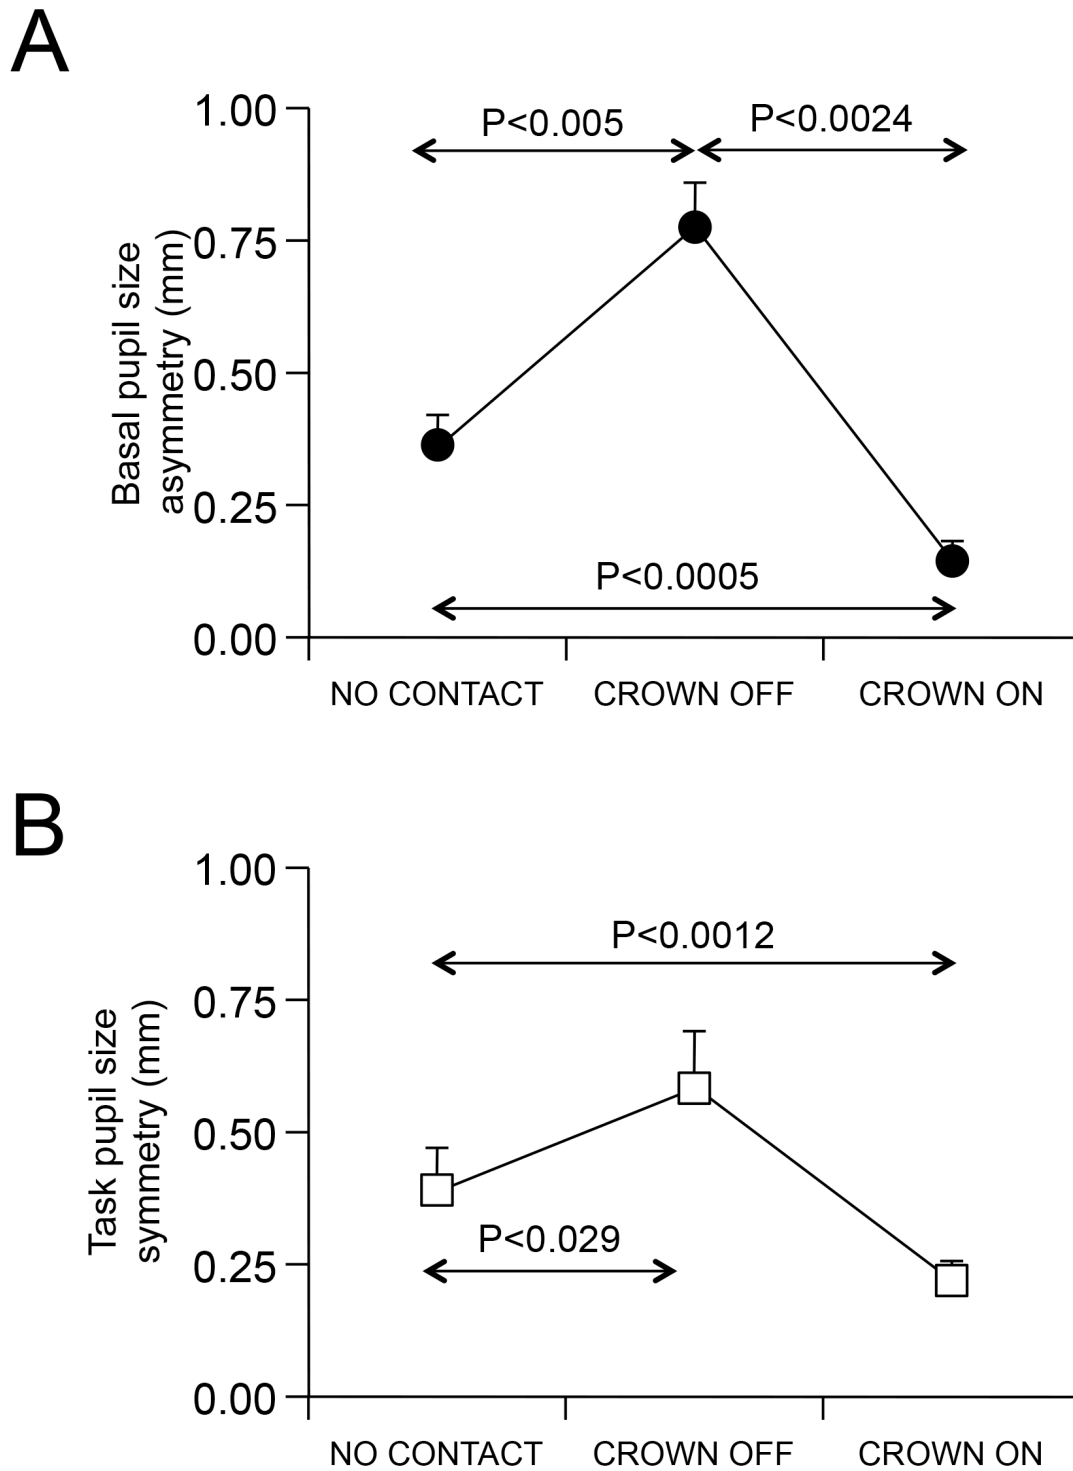 A
1.00
P<0.005
P<0.0024
0.75
Basal pupil size
asymmetry (mm)
0.50
0.25
P<0.0005
0.00
NO CONTACT
CROWN OFF
CROWN ON
B
1.00
P<0.0012
0.75
Task pupil size
symmetry (mm)
0.50
P<0.029
0.25
0.00
NO CONTACT
CROWN OFF
CROWN ON